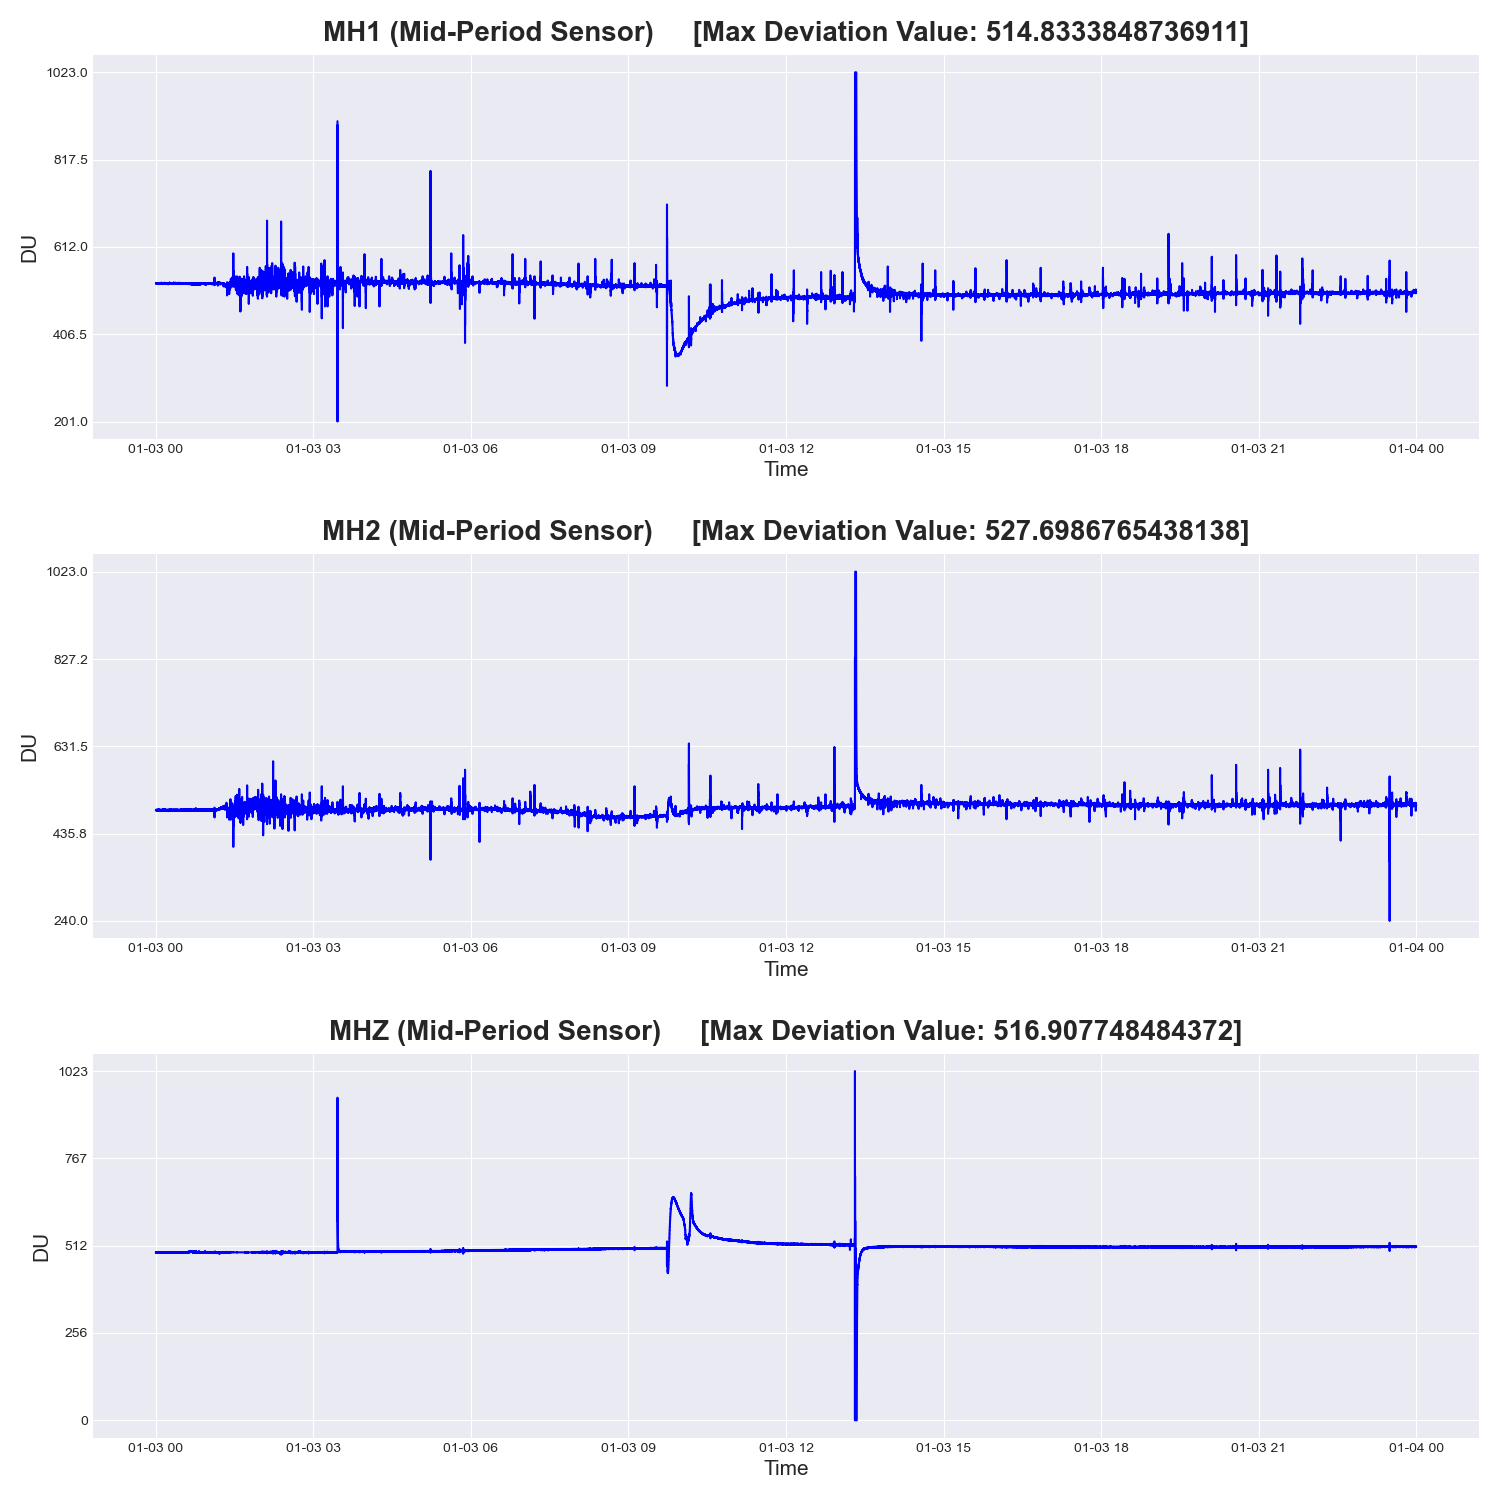 MH1 (Mid-Period Sensor) [Max Deviation Value: 514.8333848736911]
1023.0
817.5
612.0
406.5
201.0
DU
01-03 00 01-03 03 01-03 06 01-03 09 01-03 12 01-03 15 01-03 18 01-03 21 01-04 00
Time
MH2 (Mid-Period Sensor) [Max Deviation Value: 527.6986765438138]
1023.0
827.2
631.5
435.8
240.0
DU
01-03 00 01-03 03 01-03 06 01-03 09 01-03 12 01-03 15 01-03 18 01-03 21 01-04 00
Time
MHZ (Mid-Period Sensor) [Max Deviation Value: 516.907748484372]
1023
767
512
256
0
DU
01-03 00 01-03 03 01-03 06 01-03 09 01-03 12 01-03 15 01-03 18 01-03 21 01-04 00
Time